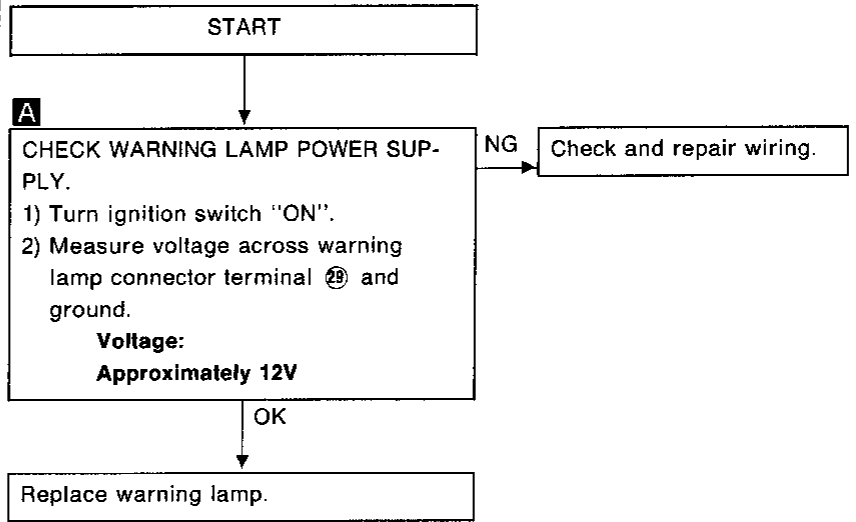 START
A
CHECK WARNING LAMP POWER SUP-
PLY.
1) Turn ignition switch "ON".
2) Measure voltage across warning
lamp connector terminal ㉙ and
ground.
Voltage:
Approximately 12V
NG
Check and repair wiring.
OK
Replace warning lamp.